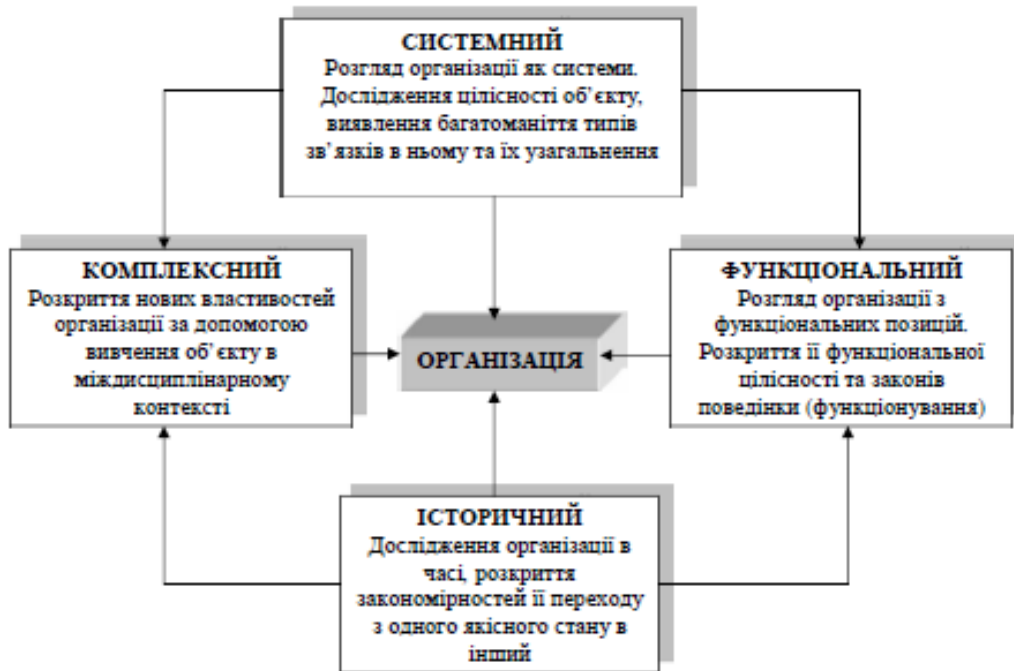 СИСТЕМНИЙ
Розгляд організації як системи.
Дослідження цілісності об’єкту,
виявлення багатоманіття типів
зв’язків в ньому та їх узагальнення
КОМПЛЕКСНИЙ
Розкриття нових властивостей
організації за допомогою
вивчення об’єкту в
міждисциплінарному
контексті
ОРГАНІЗАЦІЯ
ФУНКЦІОНАЛЬНИЙ
Розгляд організації з
функціональних позицій.
Розкриття її функціональної
цілісності та законів
поведінки (функціонування)
ІСТОРИЧНИЙ
Дослідження організації в
часі, розкриття
закономірностей її переходу
з одного якісного стану в
інший